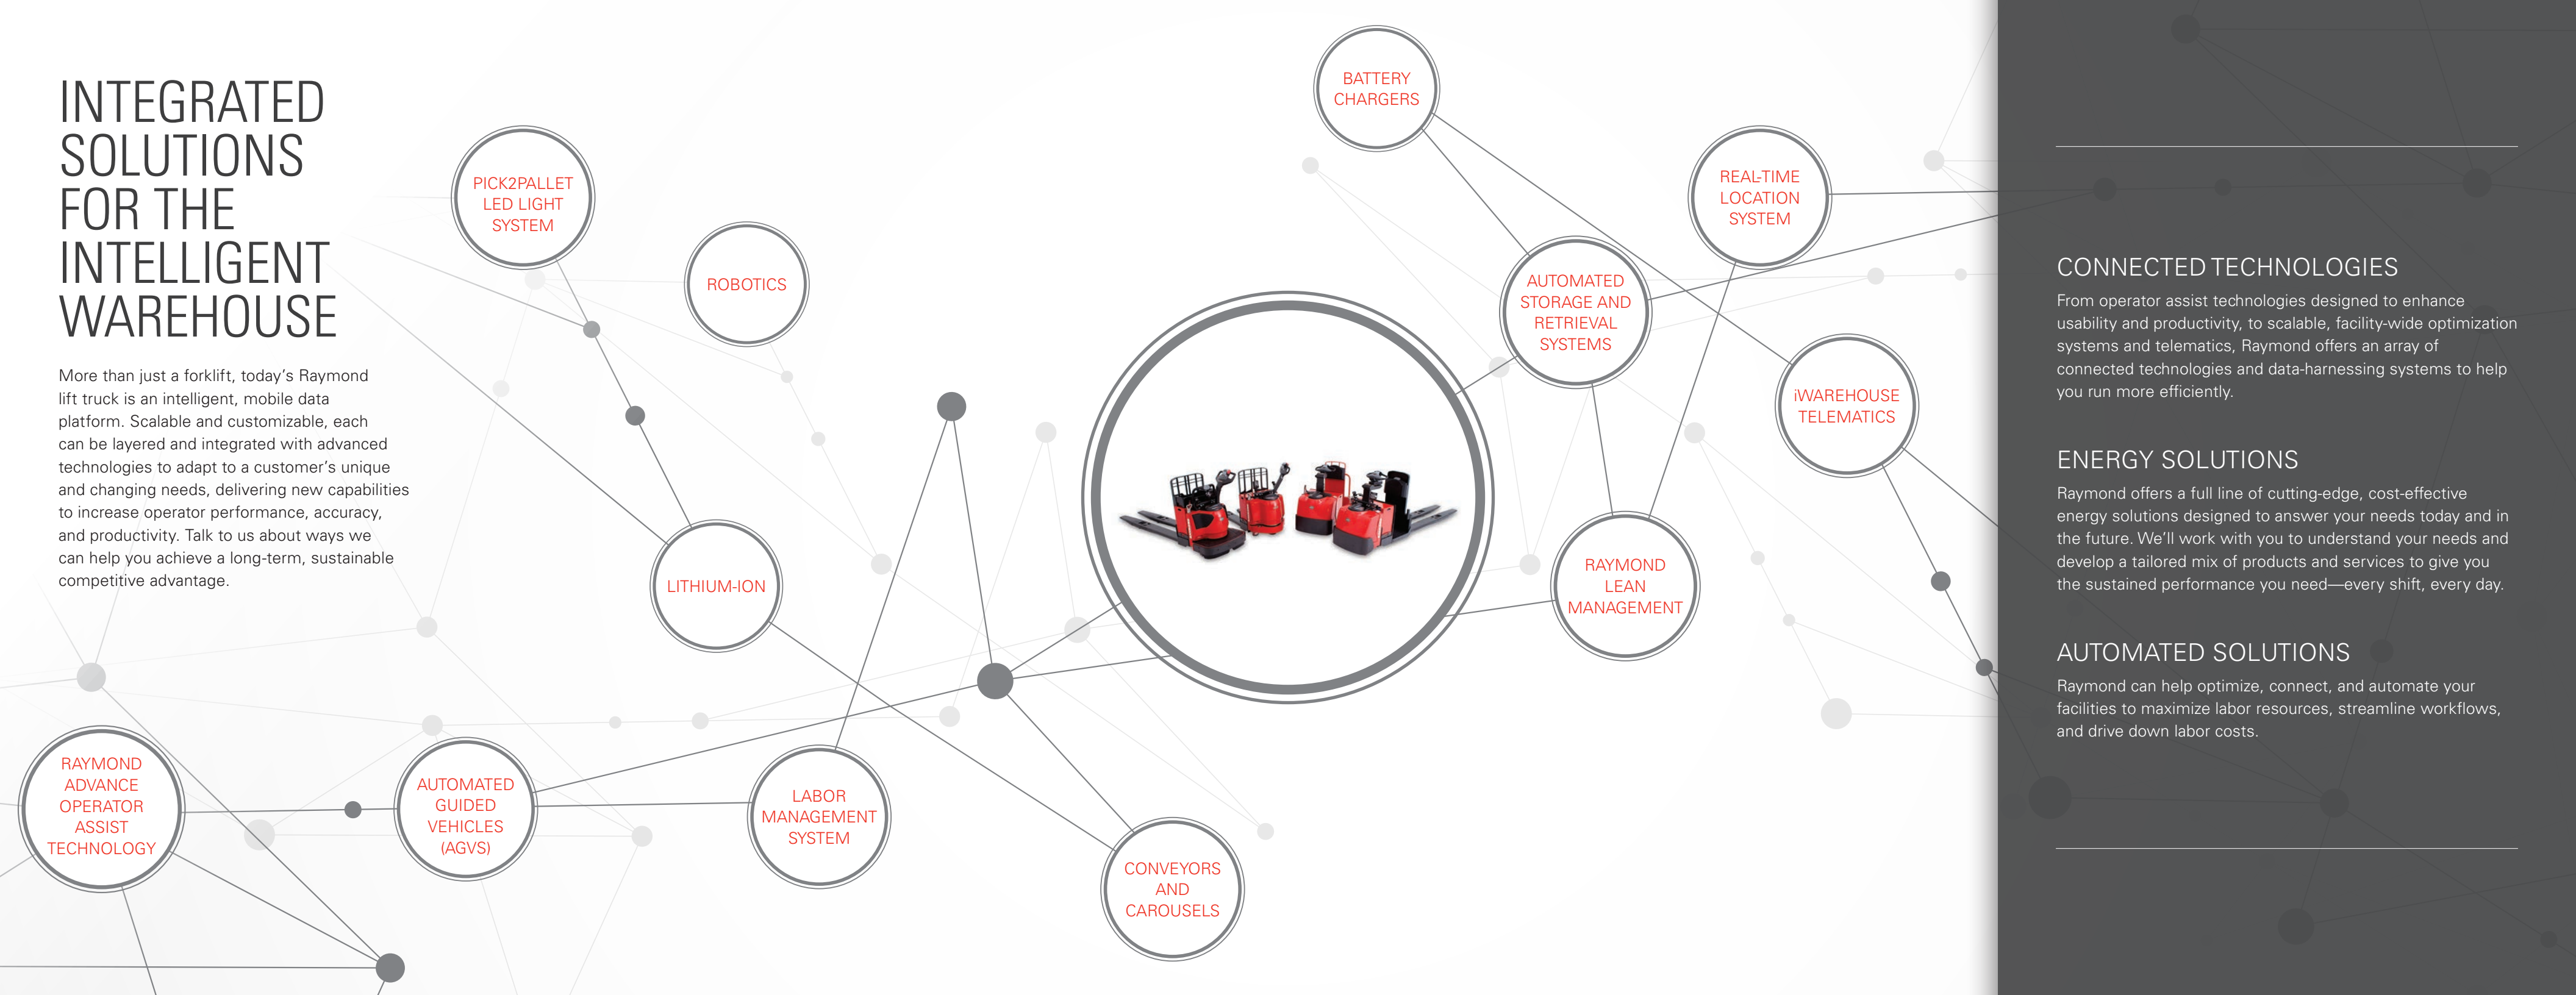 INTEGRATED
SOLUTIONS
FOR THE
INTELLIGENT
WAREHOUSE
More than just a forklift, today's Raymond
lift truck is an intelligent, mobile data
platform. Scalable and customizable, each
can be layered and integrated with advanced
technologies to adapt to a customer's unique
and changing needs, delivering new capabilities
to increase operator performance, accuracy,
and productivity. Talk to us about ways we
can help you achieve a long-term, sustainable
competitive advantage.
PICK2PALLET
LED LIGHT
SYSTEM
ROBOTICS
LITHIUM-ION
RAYMOND
ADVANCE
OPERATOR
ASSIST
TECHNOLOGY
AUTOMATED
GUIDED
VEHICLES
(AGVS)
LABOR
MANAGEMENT
SYSTEM
CONVEYORS
AND
CAROUSELS
BATTERY
CHARGERS
AUTOMATED
STORAGE AND
RETRIEVAL
SYSTEMS
REAL-TIME
LOCATION
SYSTEM
iWAREHOUSE
TELEMATICS
RAYMOND
LEAN
MANAGEMENT
CONNECTED TECHNOLOGIES
From operator assist technologies designed to enhance
usability and productivity, to scalable, facility-wide optimization
systems and telematics, Raymond offers an array of
connected technologies and data-harnessing systems to help
you run more efficiently.
ENERGY SOLUTIONS
Raymond offers a full line of cutting-edge, cost-effective
energy solutions designed to answer your needs today and in
the future. We'll work with you to understand your needs and
develop a tailored mix of products and services to give you
the sustained performance you need—every shift, every day.
AUTOMATED SOLUTIONS
Raymond can help optimize, connect, and automate your
facilities to maximize labor resources, streamline workflows,
and drive down labor costs.